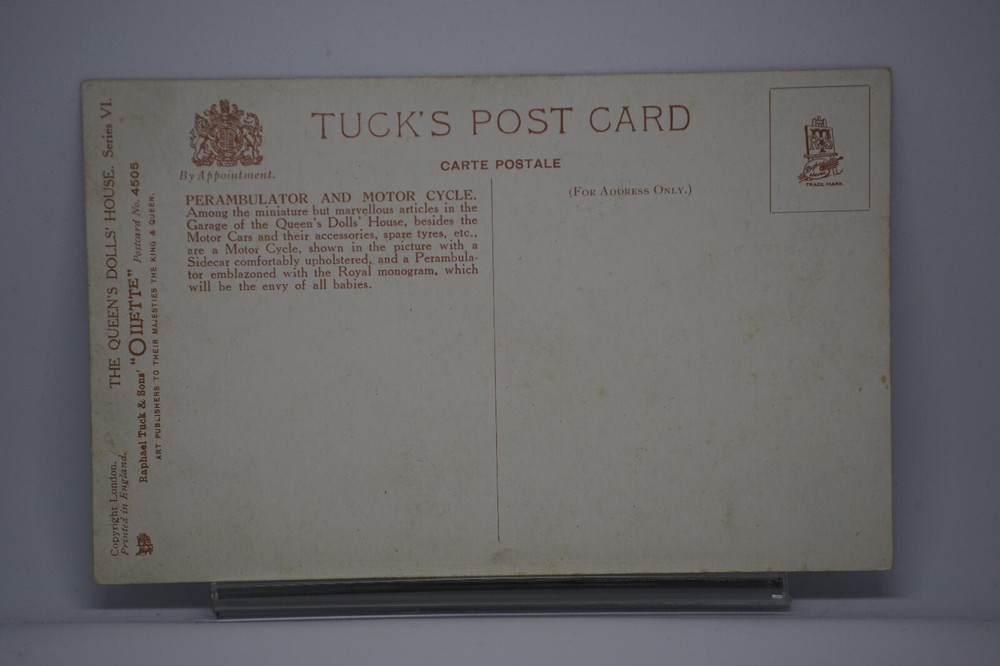 TUCK'S POST CARD
CARTE POSTALE
By Appointment.
(FOR ADDRESS ONLY.)
TRADE MARK
PERAMBULATOR AND MOTOR CYCLE.
Among the miniature but marvellous articles in the
Garage of the Queen's Dolls' House, besides the
Motor Cars and their accessories, spare tyres, etc.,
are a Motor Cycle, shown in the picture with a
Sidecar comfortably upholstered, and a Perambula-
tor emblazoned with the Royal monogram, which
will be the envy of all babies.
Copyright London. THE QUEEN'S DOLLS' HOUSE. Series VI.
Printed in England.
Raphael Tuck & Sons' "OILETTE" Postcard No. 4505
ART PUBLISHERS TO THEIR MAJESTIES THE KING & QUEEN.